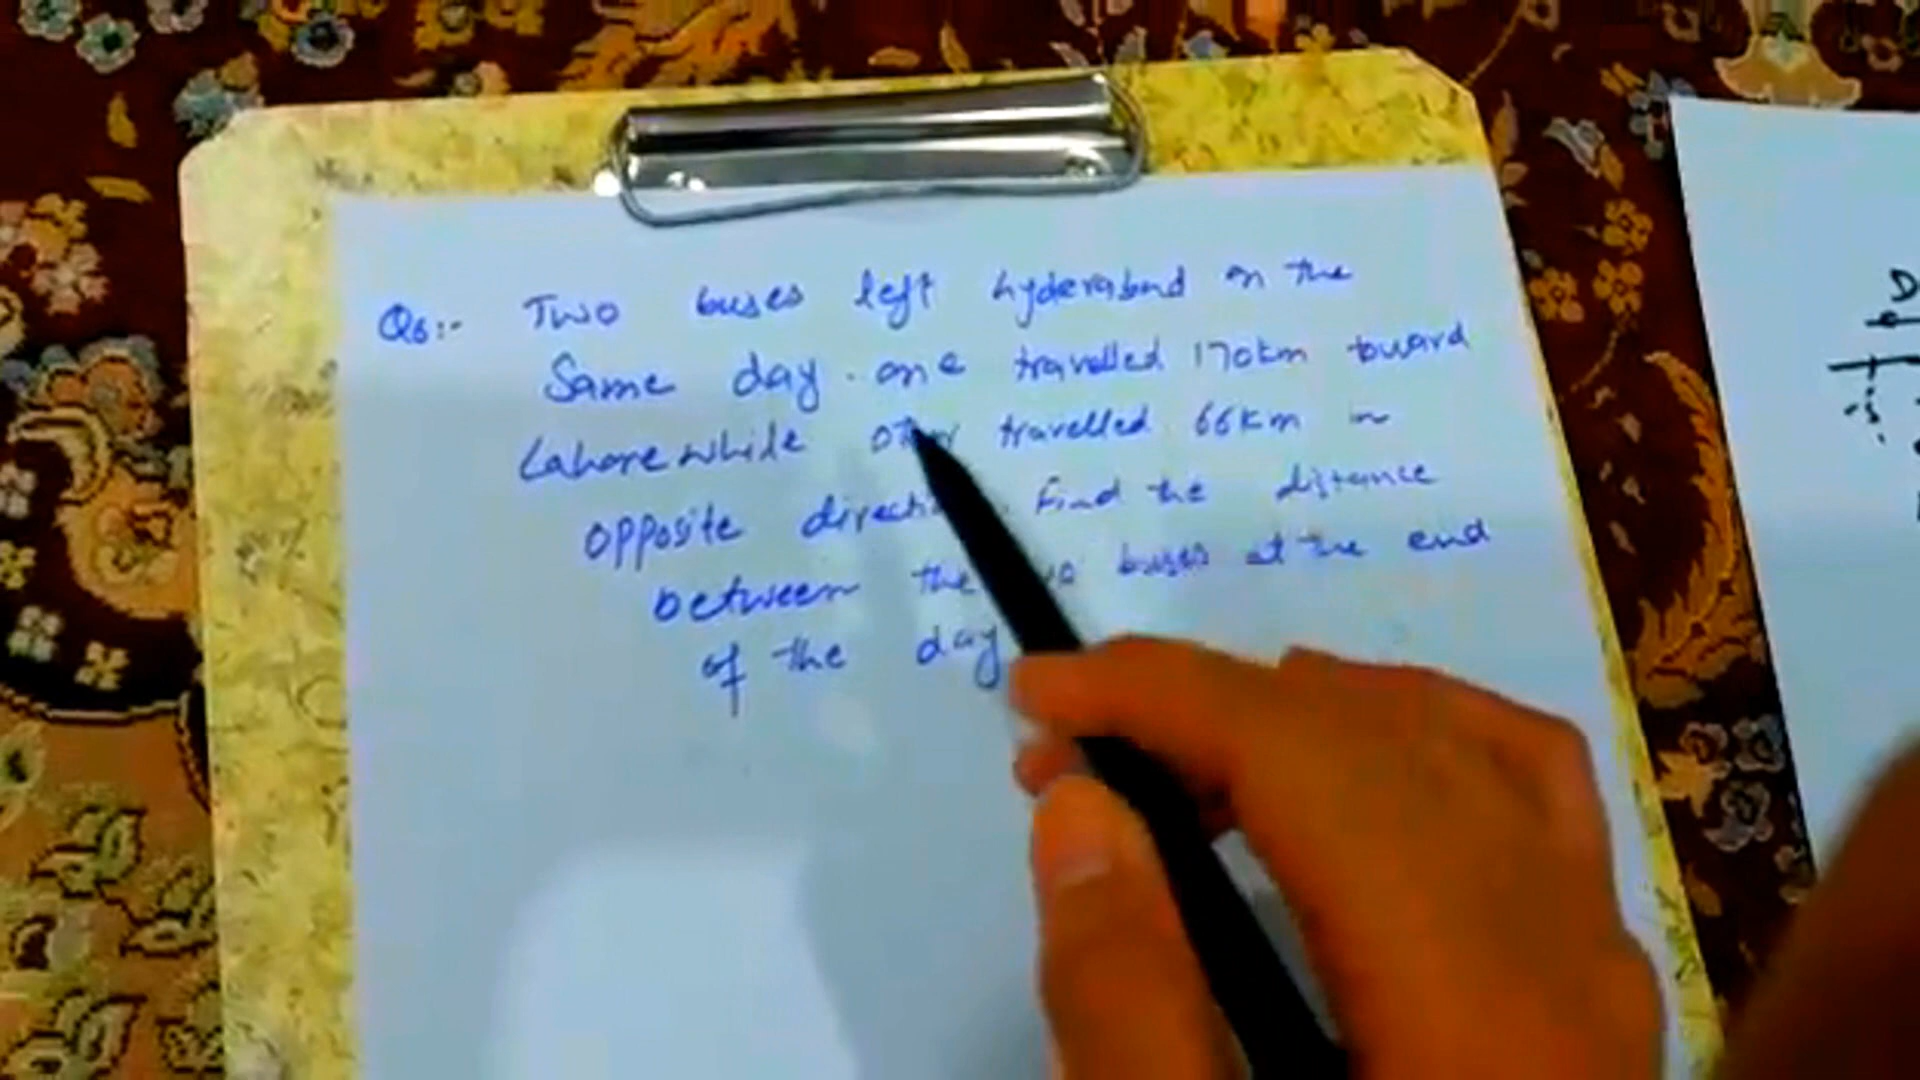 Q6:- Two buses left hyderabad on the
Same day. one travelled 170km toward
Lahore while other travelled 66km in
opposite direction. Find the distance
between the two buses at the end
of the day
D